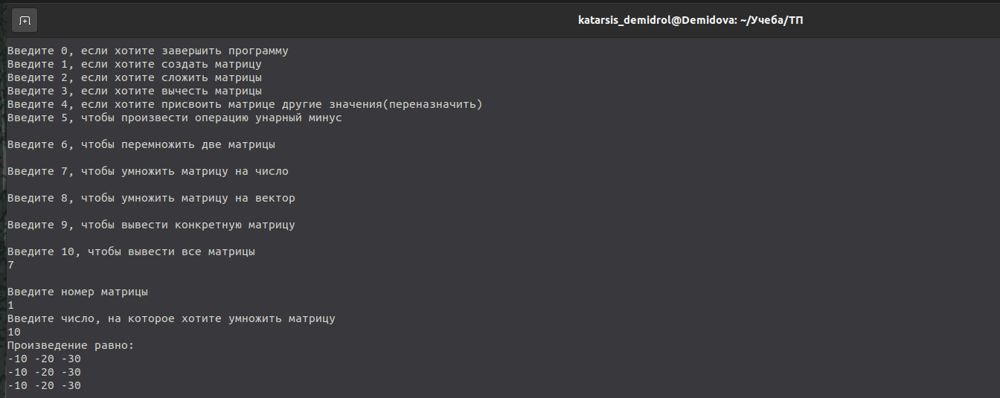 katarsis_demidrol@Demidova: ~/Учеба/ТП
Введите 0, если хотите завершить программу
Введите 1, если хотите создать матрицу
Введите 2, если хотите сложить матрицы
Введите 3, если хотите вычесть матрицы
Введите 4, если хотите присвоить матрице другие значения(переназначить)
Введите 5, чтобы произвести операцию унарный минус
Введите 6, чтобы перемножить две матрицы
Введите 7, чтобы умножить матрицу на число
Введите 8, чтобы умножить матрицу на вектор
Введите 9, чтобы вывести конкретную матрицу
Введите 10, чтобы вывести все матрицы
7
Введите номер матрицы
1
Введите число, на которое хотите умножить матрицу
10
Произведение равно:
-10 -20 -30
-10 -20 -30
-10 -20 -30